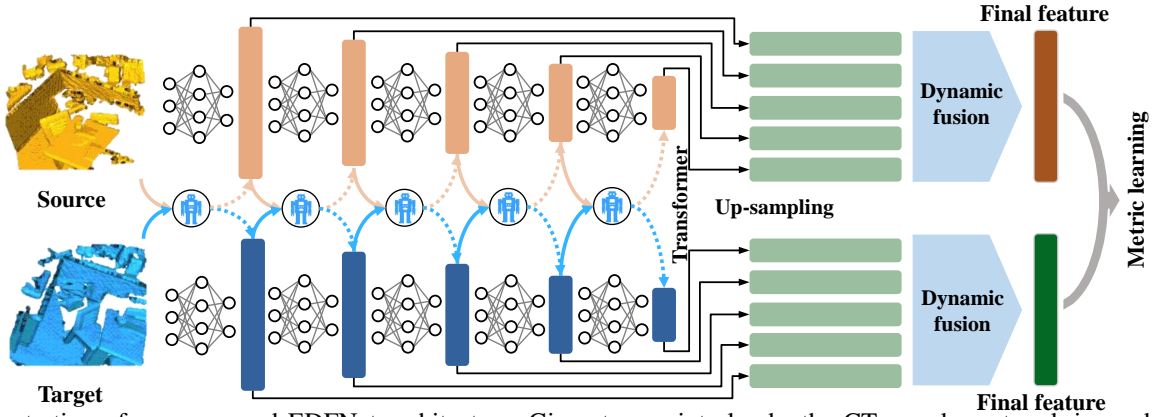 Final feature
Dynamic
fusion
Source
Transformer
Up-sampling
Metric learning
Dynamic
fusion
Target
Final feature